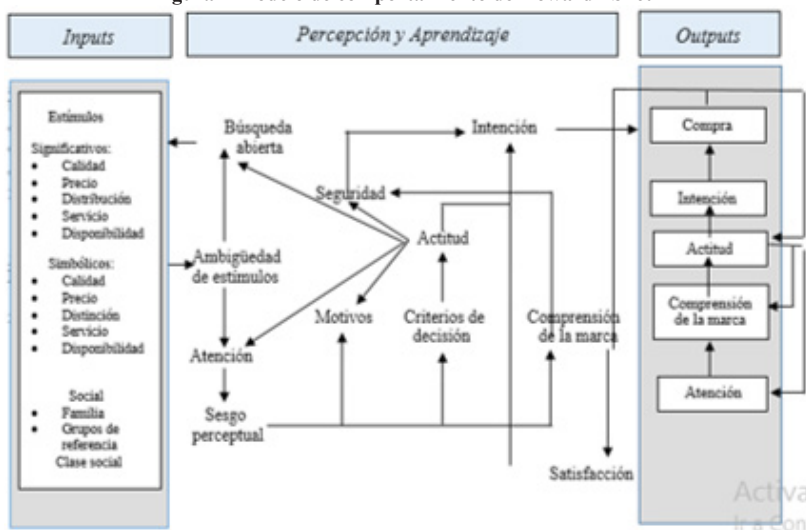 Inputs
Percepción y Aprendizaje
Outputs
Estímulos
Significativos:
• Calidad
• Precio
• Distribución
• Servicio
• Disponibilidad
Simbólicos:
• Calidad
• Precio
• Distinción
• Servicio
• Disponibilidad
Social
• Familia
• Grupos de
referencia
Clase social
Búsqueda
abierta
Ambigüedad
de estímulos
Atención
Sesgo
perceptual
Seguridad
Motivos
Intención
Actitud
Criterios de
decisión
Comprensión
de la marca
Satisfacción
Compra
Intención
Actitud
Comprensión
de la marca
Atención